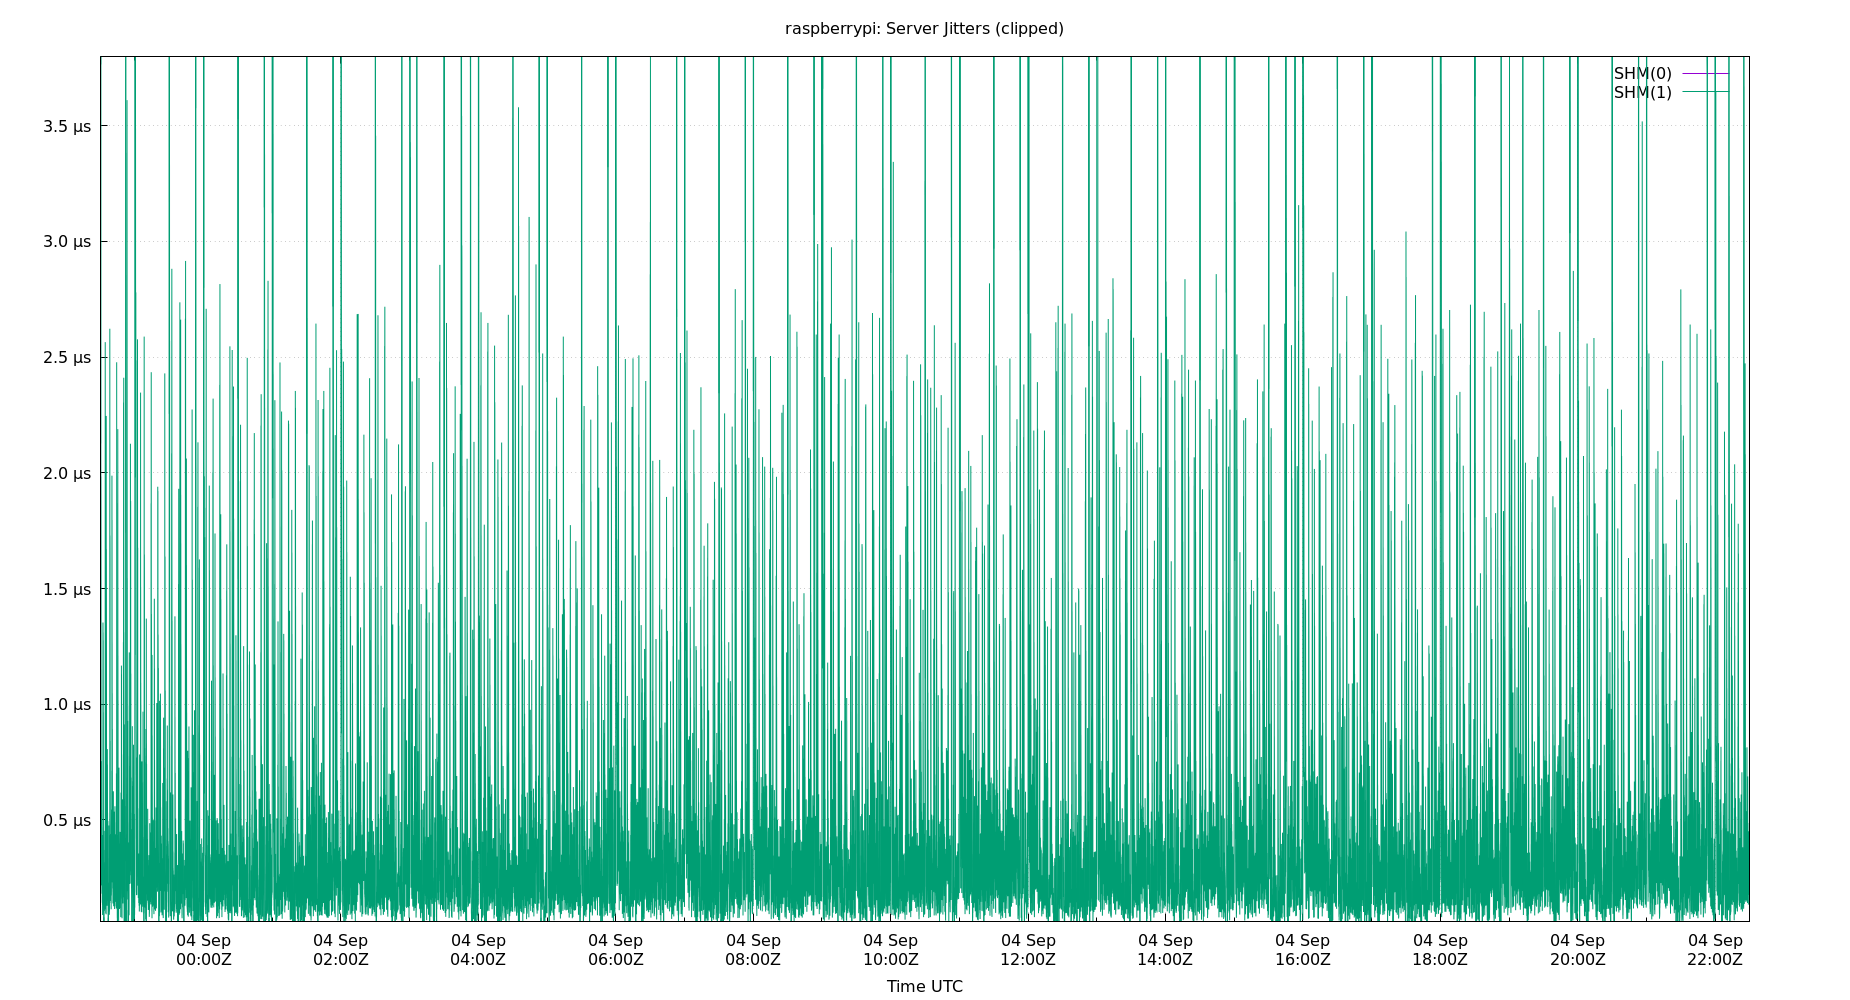 raspberrypi: Server Jitters (clipped)
SHM(0)
SHM(1)
3.5 µs
3.0 µs
2.5 µs
2.0 µs
1.5 µs
1.0 µs
0.5 µs
04 Sep 04 Sep 04 Sep 04 Sep 04 Sep 04 Sep 04 Sep 04 Sep 04 Sep 04 Sep 04 Sep 04 Sep
00:00Z 02:00Z 04:00Z 06:00Z 08:00Z 10:00Z 12:00Z 14:00Z 16:00Z 18:00Z 20:00Z 22:00Z
Time UTC